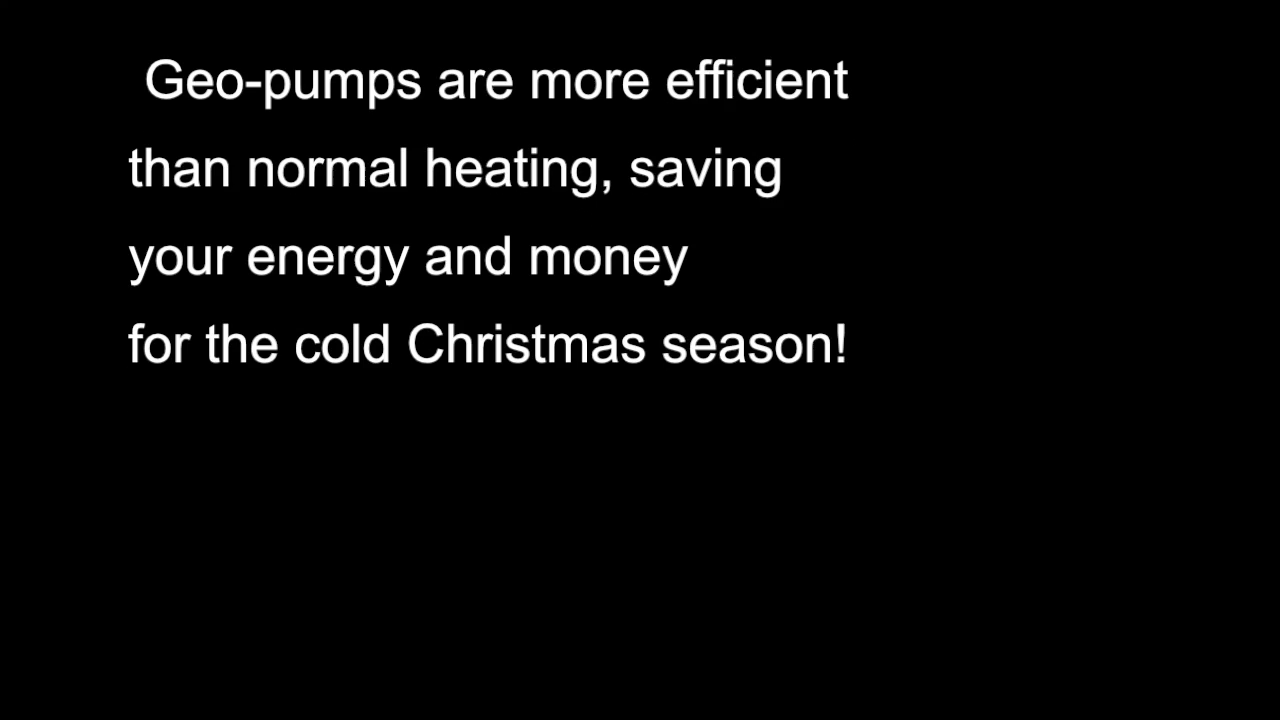 Geo-pumps are more efficient
than normal heating, saving
your energy and money
for the cold Christmas season!